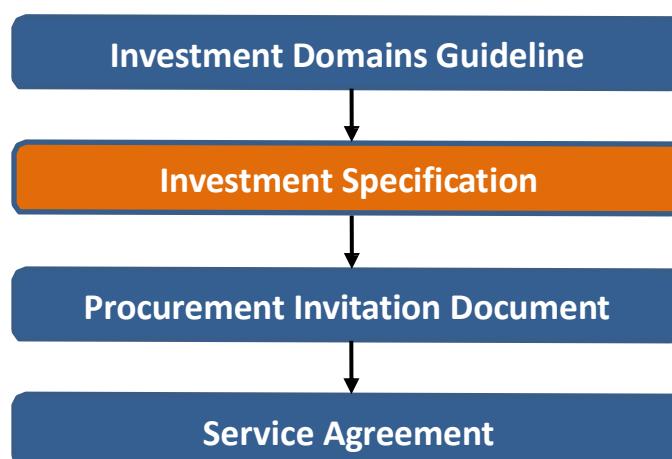 Investment Domains Guideline
Investment Specification
Procurement Invitation Document
Service Agreement